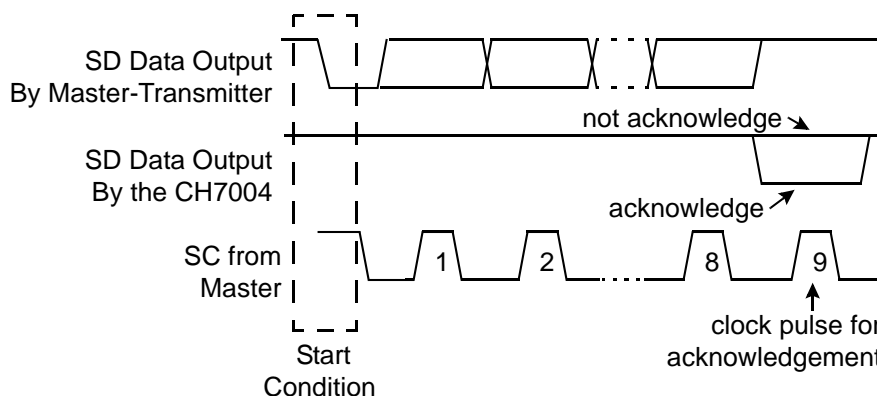 SD Data Output
By Master-Transmitter
not acknowledge
SD Data Output
By the CH7004
acknowledge
SC from
Master
1
2
8
9
clock pulse for
acknowledgement
Start
Condition